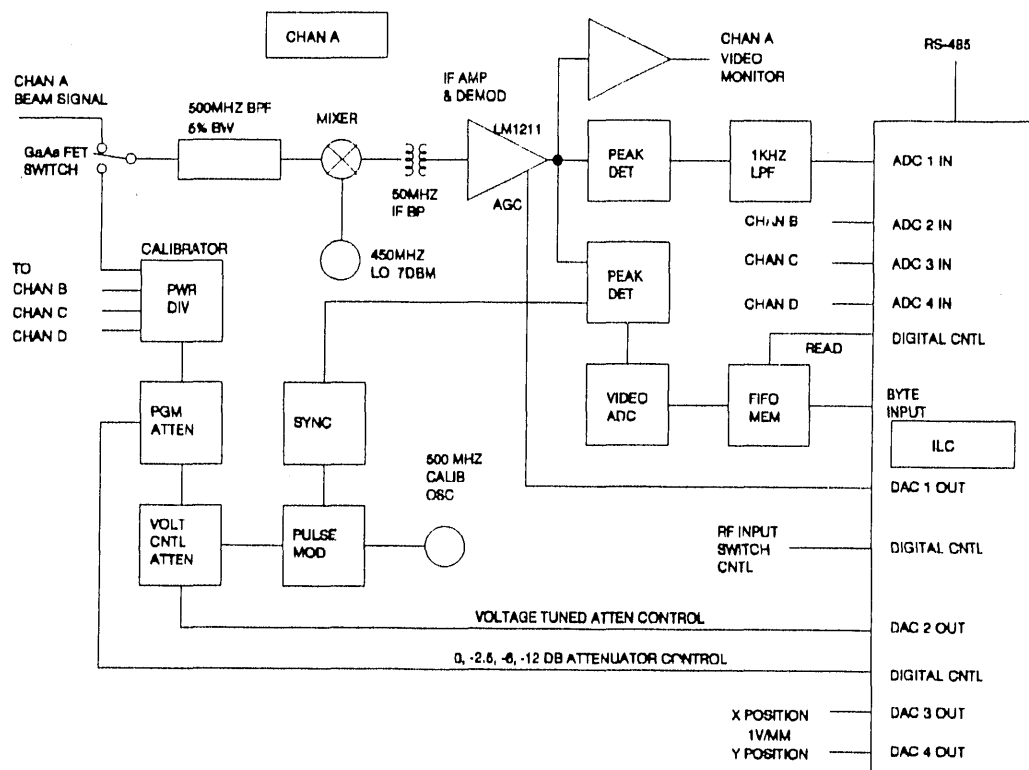 CHAN A
CHAN A
VIDEO
MONITOR
RS-485
CHAN A
BEAM SIGNAL
IF AMP
& DEMOD
500MHZ BPF
5% BW
MIXER
LM1211
GaAs FET
SWITCH
PEAK
DET
1KHZ
LPF
ADC 1 IN
50MHZ
IF BP
AGC
CHAN B
ADC 2 IN
CALIBRATOR
450MHZ
LO 7DBM
CHAN C
ADC 3 IN
TO
CHAN B
CHAN C
CHAN D
PWR
DIV
PEAK
DET
CHAN D
ADC 4 IN
READ
DIGITAL CNTL
PGM
ATTEN
SYNC
VIDEO
ADC
FIFO
MEM
BYTE
INPUT
ILC
500 MHZ
CALIB
OSC
DAC 1 OUT
VOLT
CNTL
ATTEN
PULSE
MOD
RF INPUT
SWITCH
CNTL
DIGITAL CNTL
VOLTAGE TUNED ATTEN CONTROL
DAC 2 OUT
0, -2.5, -6, -12 DB ATTENUATOR CONTROL
DIGITAL CNTL
X POSITION
DAC 3 OUT
1V/MM
Y POSITION
DAC 4 OUT